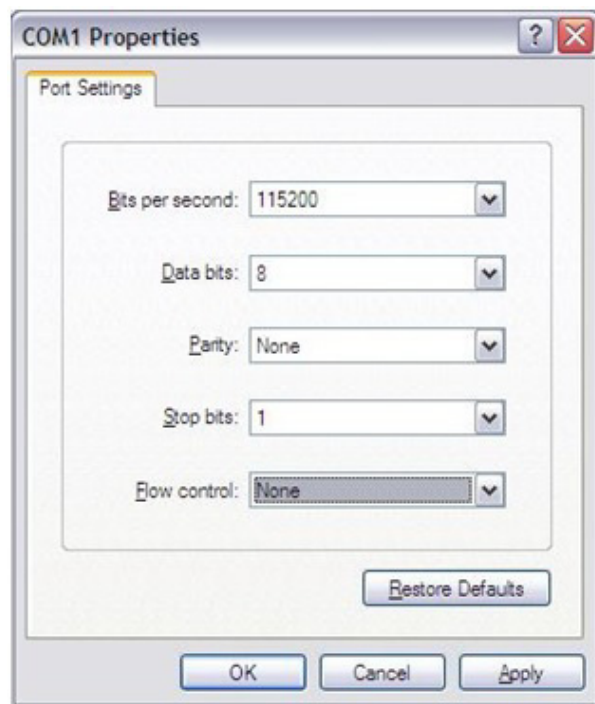 COM1 Properties
Port Settings
Bits per second: 115200
Data bits: 8
Parity: None
Stop bits: 1
Flow control: None
Restore Defaults
OK Cancel Apply